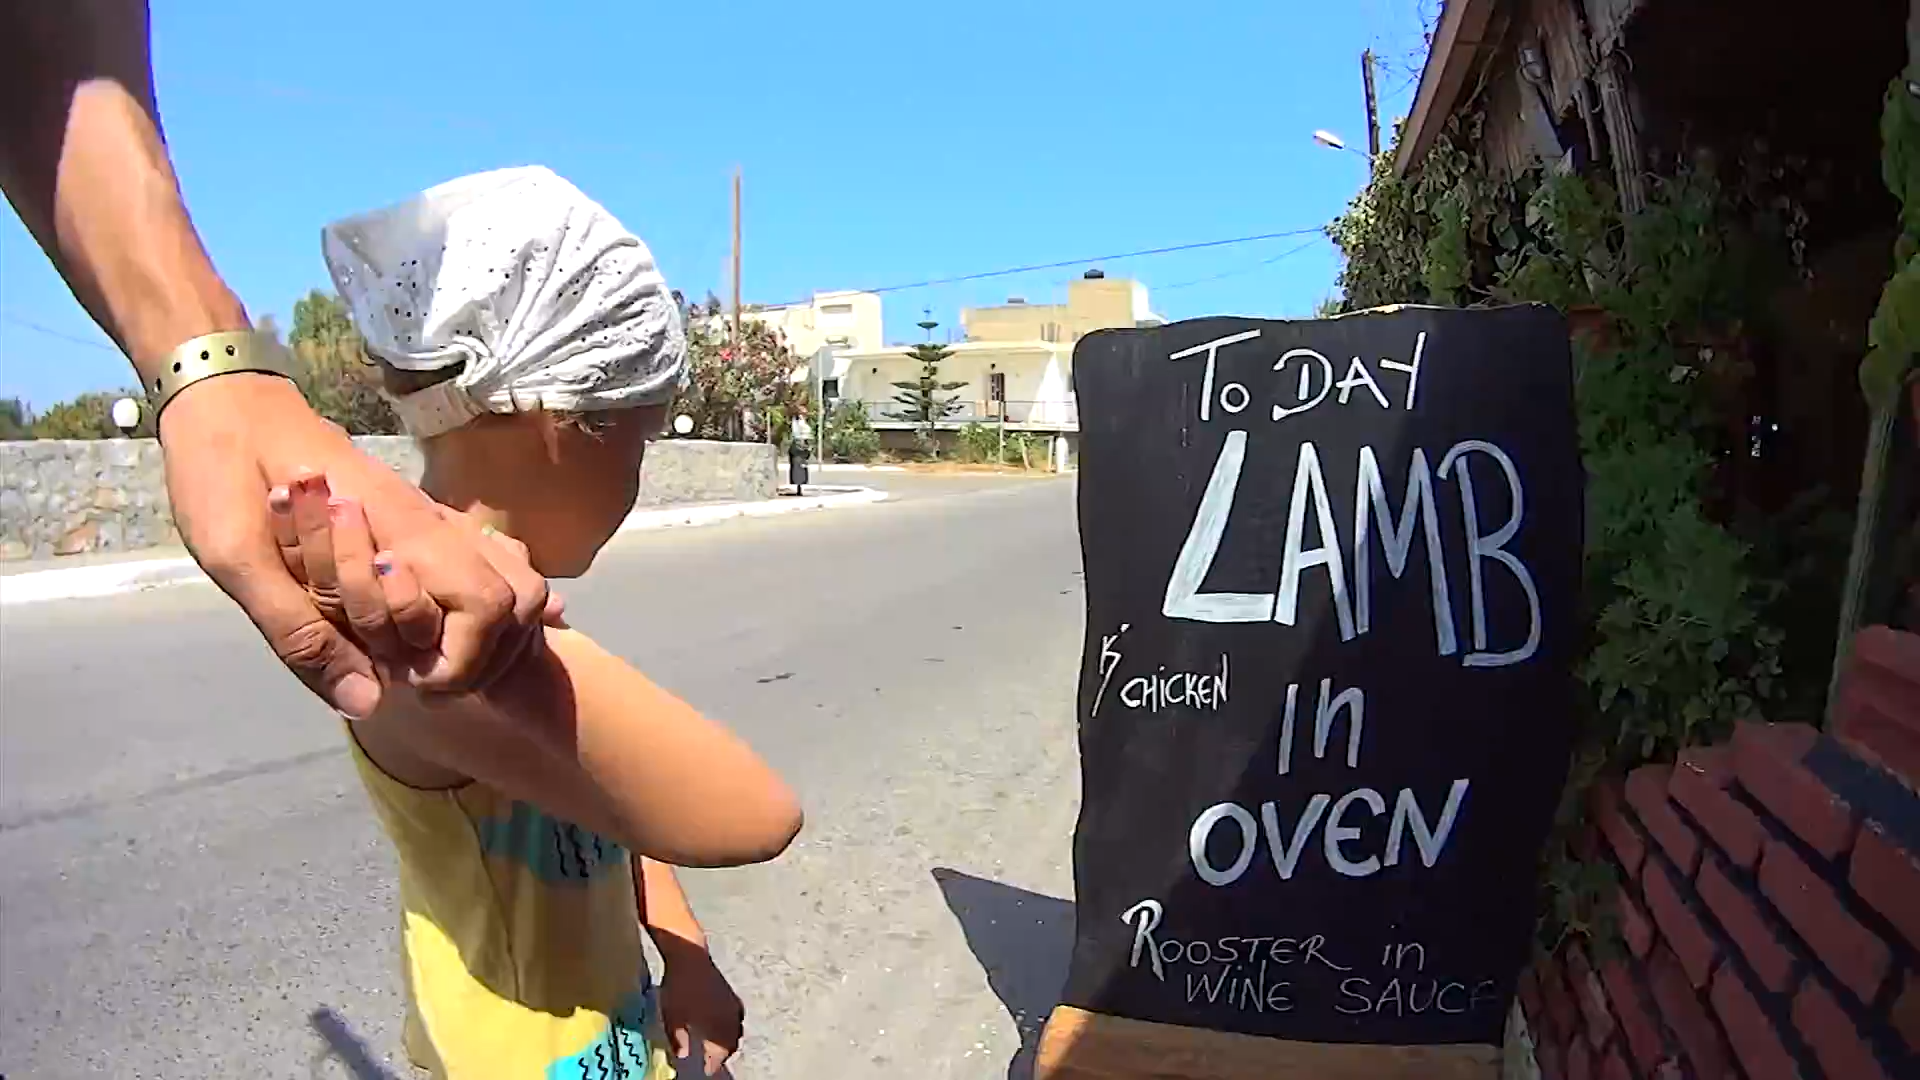 To DAY
LAMB
K' CHiCKEN
in
OVEN
ROOSTER in
WiNE SAUCE